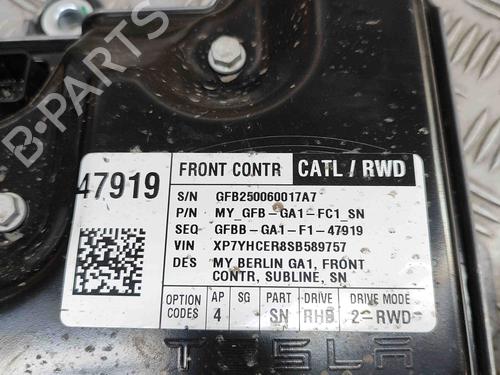 B-PARTS
47919 FRONT CONTR CATL / RWD
S/N GFB250060017A7
P/N MY_GFB-GA1-FC1_SN
SEQ GFBB-GA1-F1-47919
VIN XP7YHCER8SB589757
DES MY BERLIN GA1, FRONT
CONTR, SUBLINE, SN
OPTION CODES AP 4 SG PART SN DRIVE RHB DRIVE MODE 2-RWD
TESLA